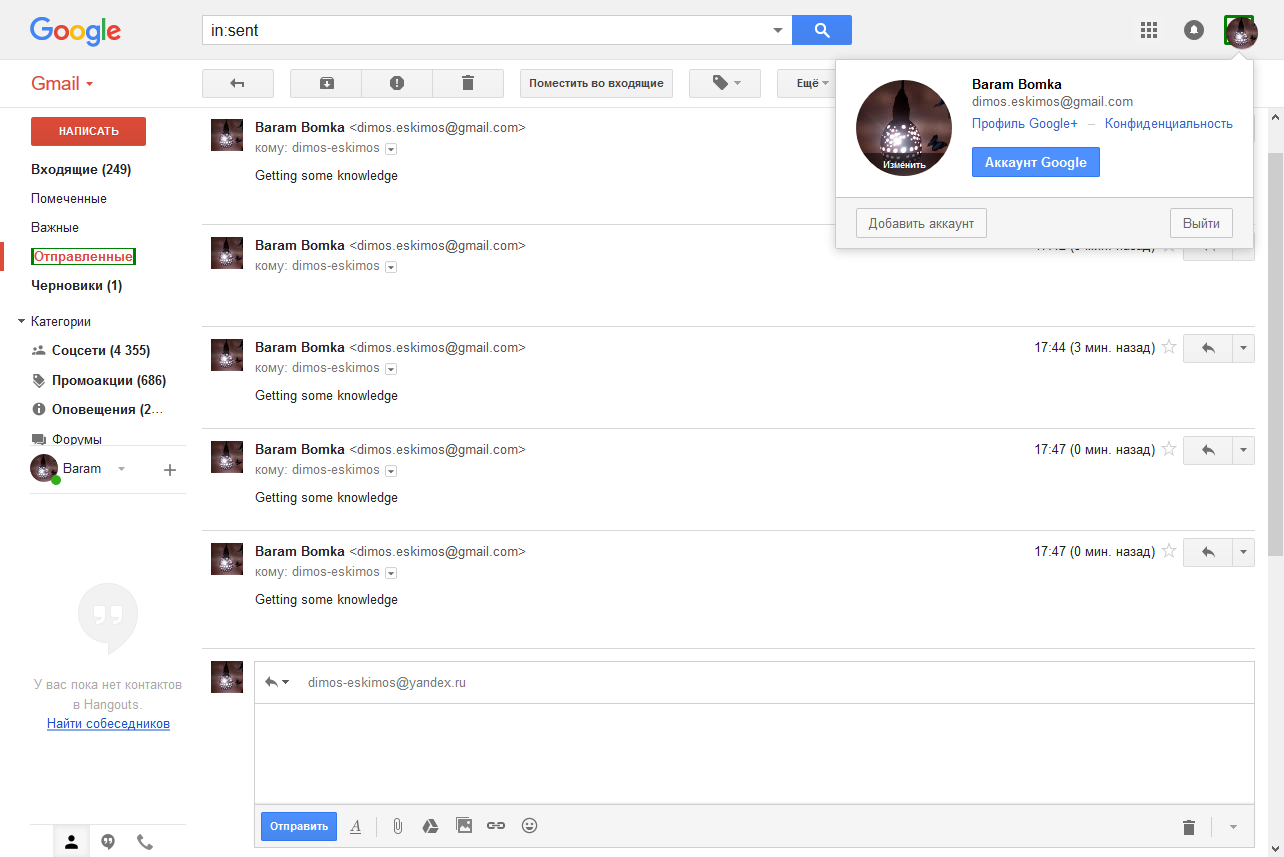 Google
in:sent
Gmail
Поместить во входящие
Ещё
Baram Bomka
dimos.eskimos@gmail.com
Профиль Google+ – Конфиденциальность
Изменить
Аккаунт Google
Добавить аккаунт
Выйти
НАПИСАТЬ
Входящие (249)
Помеченные
Важные
Отправленные
Черновики (1)
Категории
Соцсети (4 355)
Промоакции (686)
Оповещения (2...
Форумы
Baram
У вас пока нет контактов
в Hangouts.
Найти собеседников
Baram Bomka <dimos.eskimos@gmail.com>
кому: dimos-eskimos
Getting some knowledge
Baram Bomka <dimos.eskimos@gmail.com>
кому: dimos-eskimos
Baram Bomka <dimos.eskimos@gmail.com> 17:44 (3 мин. назад)
кому: dimos-eskimos
Getting some knowledge
Baram Bomka <dimos.eskimos@gmail.com> 17:47 (0 мин. назад)
кому: dimos-eskimos
Getting some knowledge
Baram Bomka <dimos.eskimos@gmail.com> 17:47 (0 мин. назад)
кому: dimos-eskimos
Getting some knowledge
dimos-eskimos@yandex.ru
Отправить